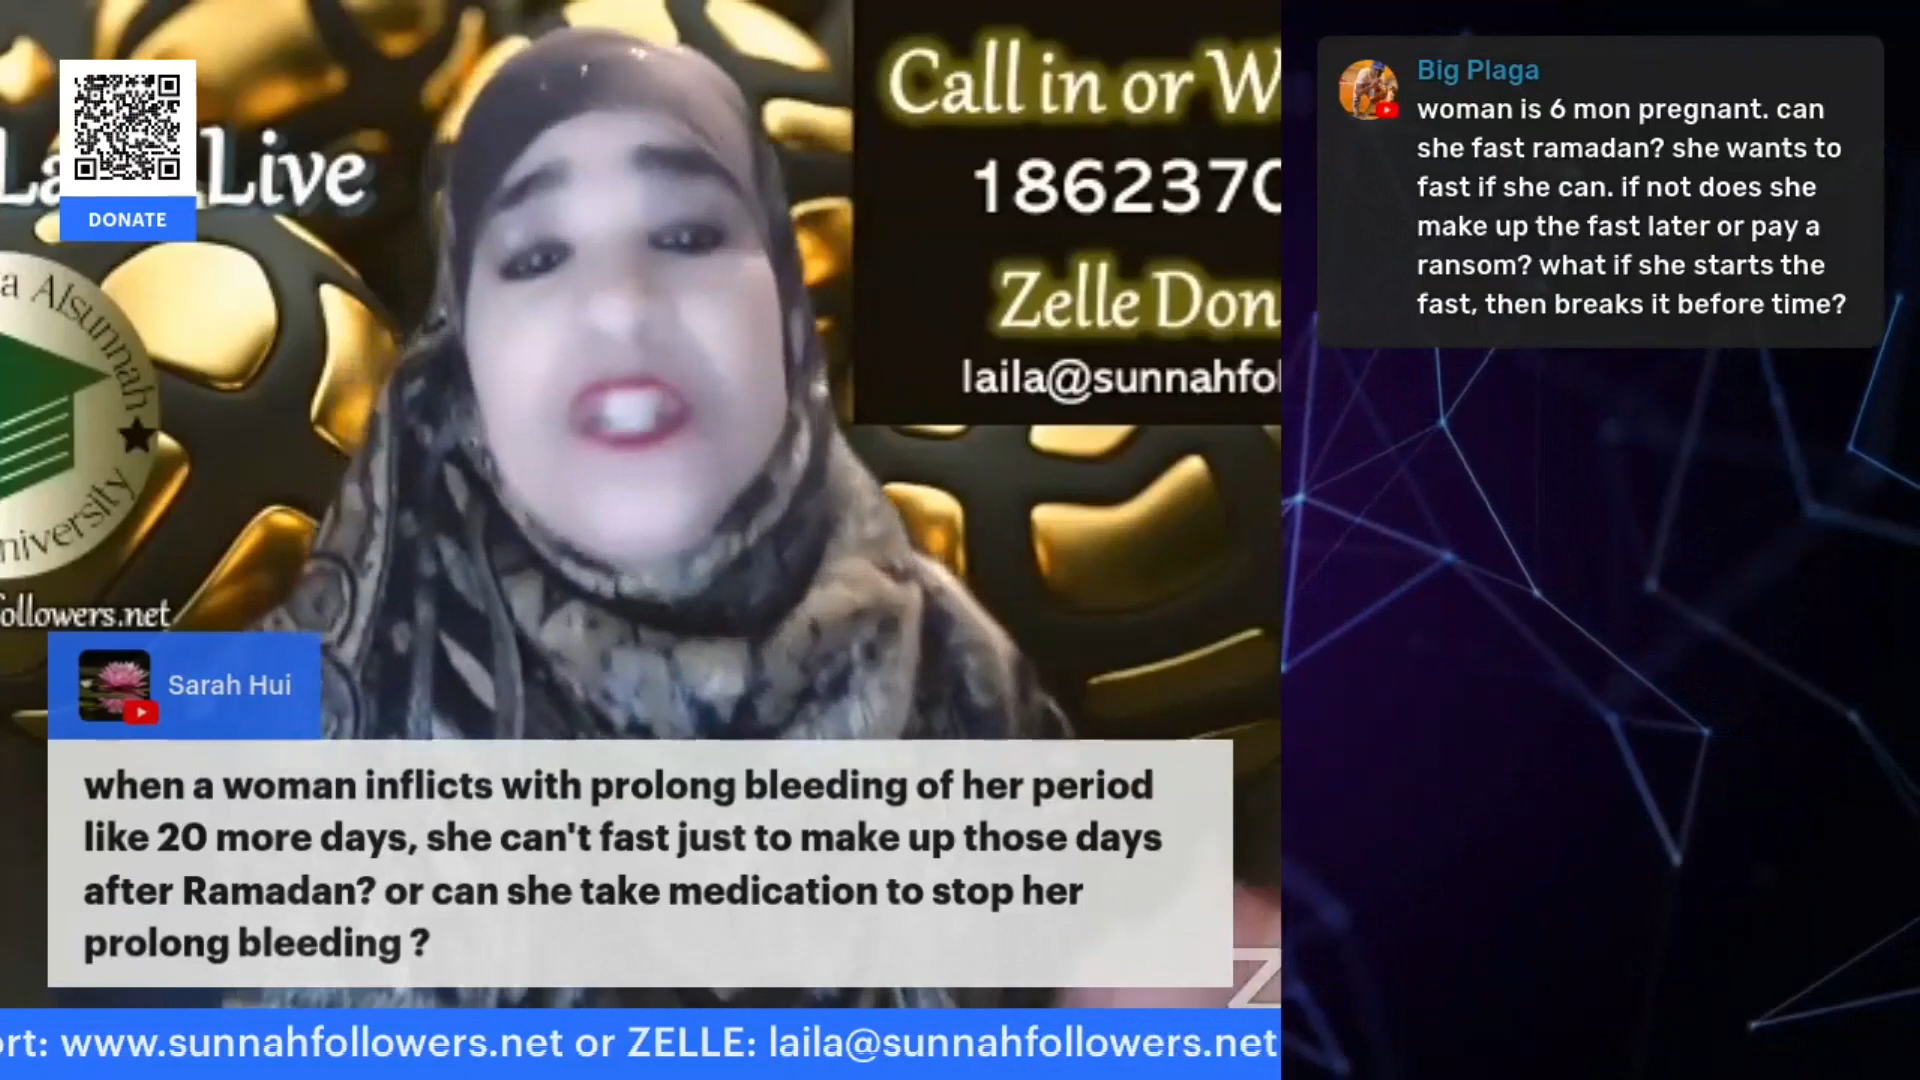 La Live
DONATE
a Alsunnah
niversity
ollowers.net
Call in or W
1862370
Zelle Don
laila@sunnahfo
Sarah Hui
when a woman inflicts with prolong bleeding of her period
like 20 more days, she can't fast just to make up those days
after Ramadan? or can she take medication to stop her
prolong bleeding ?
Z
rt: www.sunnahfollowers.net or ZELLE: laila@sunnahfollowers.net
Big Plaga
woman is 6 mon pregnant. can
she fast ramadan? she wants to
fast if she can. if not does she
make up the fast later or pay a
ransom? what if she starts the
fast, then breaks it before time?